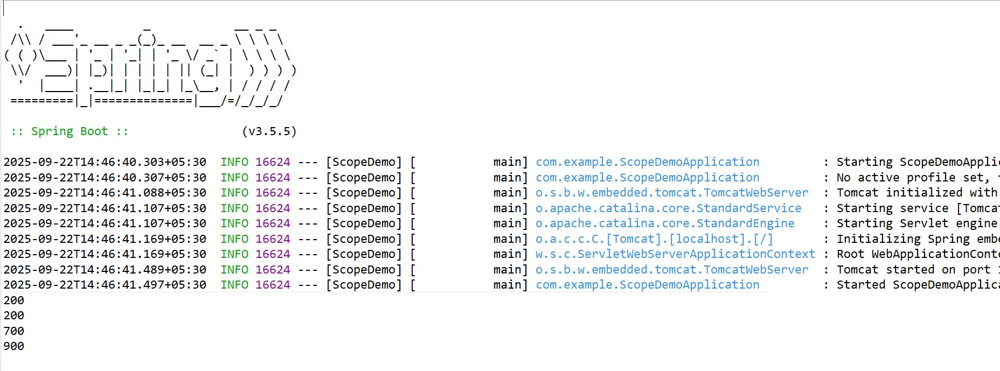 .   ____          _            __ _ _
 /\\ / ___'_ __ _ _(_)_ __  __ _ \ \ \ \
( ( )\___ | '_ | '_| | '_ \/ _` | \ \ \ \
 \\/  ___)| |_)| | | | | || (_| |  ) ) ) )
  '  |____| .__|_| |_|_| |_\__, | / / / /
 =========|_|==============|___/=/_/_/_/
 :: Spring Boot ::                (v3.5.5)
2025-09-22T14:46:40.303+05:30  INFO 16624 --- [ScopeDemo] [           main] com.example.ScopeDemoApplication         : Starting ScopeDemoApplic
2025-09-22T14:46:40.307+05:30  INFO 16624 --- [ScopeDemo] [           main] com.example.ScopeDemoApplication         : No active profile set,
2025-09-22T14:46:41.088+05:30  INFO 16624 --- [ScopeDemo] [           main] o.s.b.w.embedded.tomcat.TomcatWebServer  : Tomcat initialized with
2025-09-22T14:46:41.107+05:30  INFO 16624 --- [ScopeDemo] [           main] o.apache.catalina.core.StandardService   : Starting service [Tomcat
2025-09-22T14:46:41.107+05:30  INFO 16624 --- [ScopeDemo] [           main] o.apache.catalina.core.StandardEngine    : Starting Servlet engine
2025-09-22T14:46:41.169+05:30  INFO 16624 --- [ScopeDemo] [           main] o.a.c.c.C.[Tomcat].[localhost].[/]       : Initializing Spring embe
2025-09-22T14:46:41.169+05:30  INFO 16624 --- [ScopeDemo] [           main] w.s.c.ServletWebServerApplicationContext : Root WebApplicationConte
2025-09-22T14:46:41.489+05:30  INFO 16624 --- [ScopeDemo] [           main] o.s.b.w.embedded.tomcat.TomcatWebServer  : Tomcat started on port
2025-09-22T14:46:41.497+05:30  INFO 16624 --- [ScopeDemo] [           main] com.example.ScopeDemoApplication         : Started ScopeDemoApplica
200
200
700
900